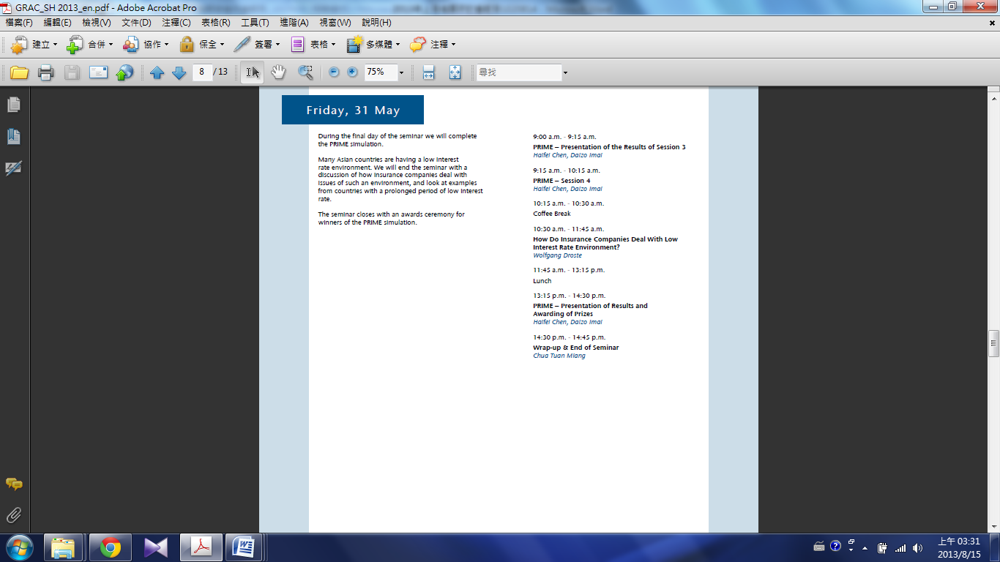 GRAC_SH 2013_en.pdf - Adobe Acrobat Pro
檔案(F) 編輯(E) 檢視(V) 文件(D) 注釋(C) 表格(R) 工具(T) 進階(A) 視窗(W) 說明(H)
建立 合併 協作 保全 簽署 表格 多媒體 注釋
8 / 13 75% 尋找
Friday, 31 May
During the final day of the seminar we will complete
the PRIME simulation.
Many Asian countries are having a low interest
rate environment. We will end the seminar with a
discussion of how insurance companies deal with
issues of such an environment, and look at examples
from countries with a prolonged period of low interest
rate.
The seminar closes with an awards ceremony for
winners of the PRIME simulation.
9:00 a.m. - 9:15 a.m.
PRIME – Presentation of the Results of Session 3
Haifei Chen, Daizo Imai
9:15 a.m. - 10:15 a.m.
PRIME – Session 4
Haifei Chen, Daizo Imai
10:15 a.m. - 10:30 a.m.
Coffee Break
10:30 a.m. - 11:45 a.m.
How Do Insurance Companies Deal With Low
Interest Rate Environment?
Wolfgang Droste
11:45 a.m. - 13:15 p.m.
Lunch
13:15 p.m. - 14:30 p.m.
PRIME – Presentation of Results and
Awarding of Prizes
Haifei Chen, Daizo Imai
14:30 p.m. - 14:45 p.m.
Wrap-up & End of Seminar
Chua Tuan Miang
上午 03:31
2013/8/15